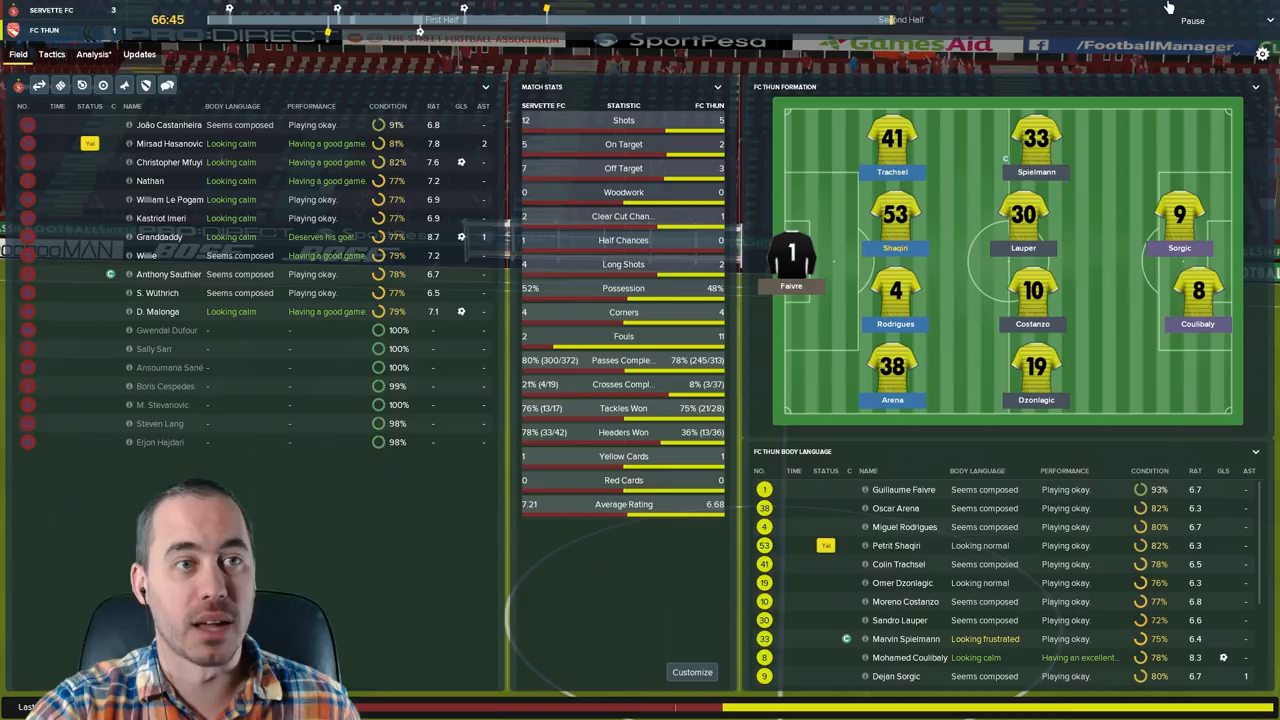 SERVETTE FC 3
FC THUN 1
66:45
First Half
Second Half
Pause
PRO:DIRECT
THE STREET FOOTBALL ASSOCIATION
SportPesa
GamesAid
/FootballManager
Field Tactics Analysis* Updates
NO. TIME STATUS C NAME BODY LANGUAGE PERFORMANCE CONDITION RAT GLS AST
João Castanheira Seems composed Playing okay. 91% 6.8 -
Yel Mirsad Hasanovic Looking calm Having a good game. 81% 7.8 2
Christopher Mfuyi Looking calm Having a good game. 82% 7.6 -
Nathan Looking calm Having a good game. 77% 7.2 -
William Le Pogam Looking calm Playing okay. 77% 6.9 -
Kastriot Imeri Looking calm Playing okay. 77% 6.9 -
Granddaddy Looking calm Deserves his goal. 77% 8.7 1
Willie Looking calm Having a good game. 79% 7.2 -
C Anthony Sauthier Seems composed Playing okay. 78% 6.7 -
S. Wüthrich Seems composed Playing okay. 77% 6.5 -
D. Malonga Looking calm Having a good game. 79% 7.1 -
Gwendal Dufour - - 100% - -
Sally Sarr - - 100% - -
Ansoumana Sané - - 100% - -
Boris Cespedes - - 99% - -
M. Stevanovic - - 100% - -
Steven Lang - - 98% - -
Erjon Hajdari - - 98% - -
MATCH STATS
SERVETTE FC STATISTIC FC THUN
12 Shots 5
5 On Target 2
7 Off Target 3
0 Woodwork 0
2 Clear Cut Chan... 1
1 Half Chances 0
4 Long Shots 2
52% Possession 48%
4 Corners 4
2 Fouls 11
80% (300/372) Passes Comple... 78% (245/313)
21% (4/19) Crosses Compl... 8% (3/37)
76% (13/17) Tackles Won 75% (21/28)
78% (33/42) Headers Won 36% (13/36)
1 Yellow Cards 1
0 Red Cards 0
7.21 Average Rating 6.68
Customize
FC THUN FORMATION
41 Trachsel
33 Spielmann
C
53 Shaqiri
30 Lauper
9 Sorgic
1 Faivre
4 Rodrigues
10 Costanzo
8 Coulibaly
38 Arena
19 Dzonlagic
FC THUN BODY LANGUAGE
NO. TIME STATUS C NAME BODY LANGUAGE PERFORMANCE CONDITION RAT GLS AST
1 Guillaume Faivre Seems composed Playing okay. 93% 6.7 -
38 Oscar Arena Seems composed Playing okay. 82% 6.3 -
4 Miguel Rodrigues Seems composed Playing okay. 80% 6.7 -
53 Yel Petrit Shaqiri Looking normal Playing okay. 82% 6.3 -
41 Colin Trachsel Seems composed Playing okay. 78% 6.5 -
19 Omer Dzonlagic Looking normal Playing okay. 76% 6.3 -
10 Moreno Costanzo Seems composed Playing okay. 77% 6.8 -
30 Sandro Lauper Seems composed Playing okay. 72% 6.6 -
33 C Marvin Spielmann Looking frustrated Playing okay. 75% 6.4 -
8 Mohamed Coulibaly Looking calm Having an excellent... 78% 8.3 -
9 Dejan Sorgic Seems composed Playing okay. 80% 6.7 1
Last